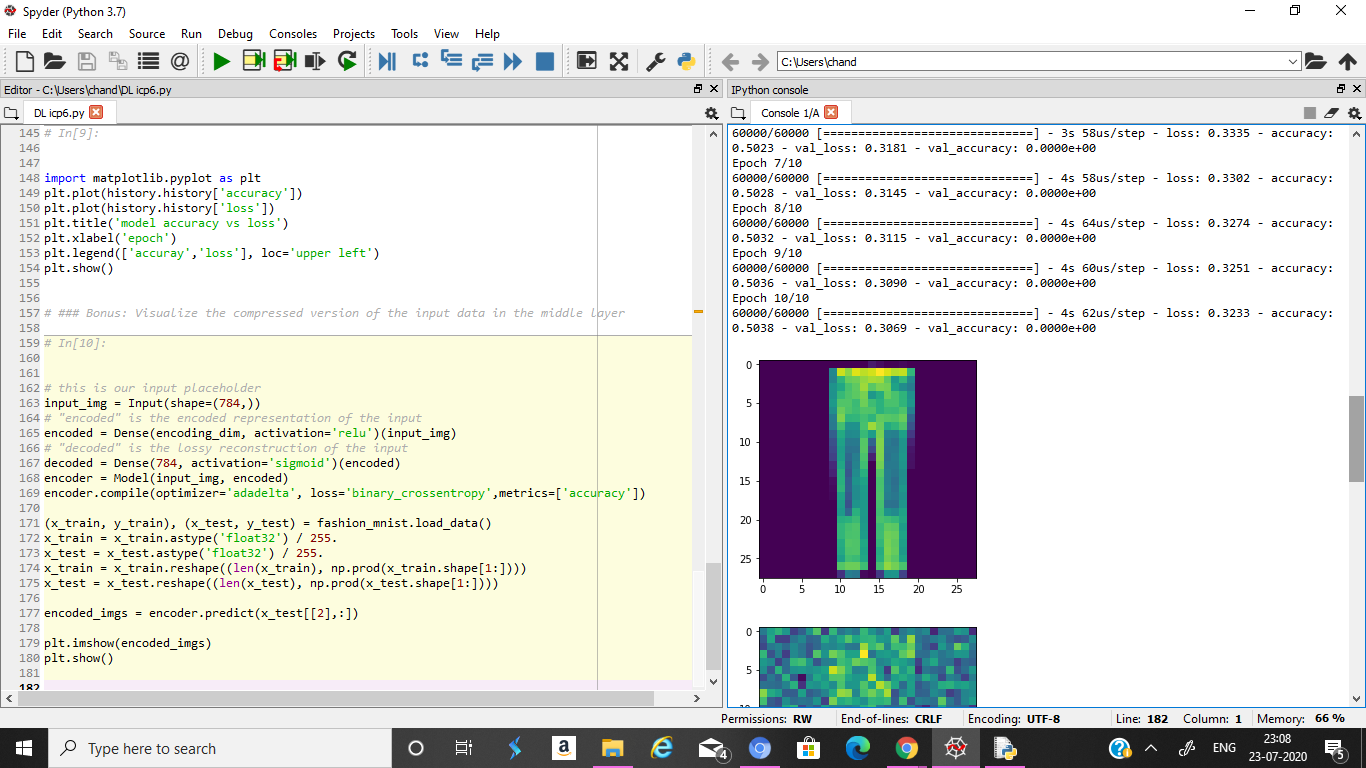 Spyder (Python 3.7)
File Edit Search Source Run Debug Consoles Projects Tools View Help
C:\Users\chand
Editor - C:\Users\chand\DL icp6.py
DL icp6.py
145 # In[9]:
146
147
148 import matplotlib.pyplot as plt
149 plt.plot(history.history['accuracy'])
150 plt.plot(history.history['loss'])
151 plt.title('model accuracy vs loss')
152 plt.xlabel('epoch')
153 plt.legend(['accuray','loss'], loc='upper left')
154 plt.show()
155
156
157 # ### Bonus: Visualize the compressed version of the input data in the middle layer
158
159 # In[10]:
160
161
162 # this is our input placeholder
163 input_img = Input(shape=(784,))
164 # "encoded" is the encoded representation of the input
165 encoded = Dense(encoding_dim, activation='relu')(input_img)
166 # "decoded" is the lossy reconstruction of the input
167 decoded = Dense(784, activation='sigmoid')(encoded)
168 encoder = Model(input_img, encoded)
169 encoder.compile(optimizer='adadelta', loss='binary_crossentropy',metrics=['accuracy'])
170
171 (x_train, y_train), (x_test, y_test) = fashion_mnist.load_data()
172 x_train = x_train.astype('float32') / 255.
173 x_test = x_test.astype('float32') / 255.
174 x_train = x_train.reshape((len(x_train), np.prod(x_train.shape[1:])))
175 x_test = x_test.reshape((len(x_test), np.prod(x_test.shape[1:])))
176
177 encoded_imgs = encoder.predict(x_test[[2],:])
178
179 plt.imshow(encoded_imgs)
180 plt.show()
181
182
IPython console
Console 1/A
60000/60000 [==============================] - 3s 58us/step - loss: 0.3335 - accuracy:
0.5023 - val_loss: 0.3181 - val_accuracy: 0.0000e+00
Epoch 7/10
60000/60000 [==============================] - 4s 58us/step - loss: 0.3302 - accuracy:
0.5028 - val_loss: 0.3145 - val_accuracy: 0.0000e+00
Epoch 8/10
60000/60000 [==============================] - 4s 64us/step - loss: 0.3274 - accuracy:
0.5032 - val_loss: 0.3115 - val_accuracy: 0.0000e+00
Epoch 9/10
60000/60000 [==============================] - 4s 60us/step - loss: 0.3251 - accuracy:
0.5036 - val_loss: 0.3090 - val_accuracy: 0.0000e+00
Epoch 10/10
60000/60000 [==============================] - 4s 62us/step - loss: 0.3233 - accuracy:
0.5038 - val_loss: 0.3069 - val_accuracy: 0.0000e+00
0
5
10
15
20
25
0 5 10 15 20 25
0
5
Permissions: RW End-of-lines: CRLF Encoding: UTF-8 Line: 182 Column: 1 Memory: 66 %
Type here to search
4
ENG
23:08
23-07-2020
5